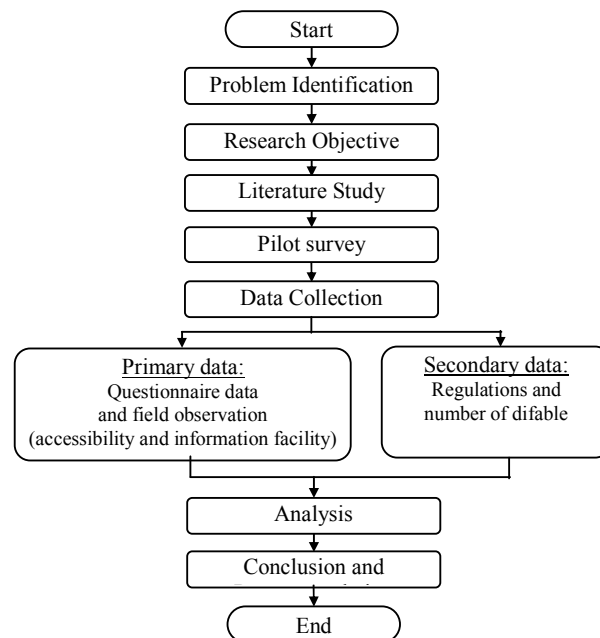 Start
Problem Identification
Research Objective
Literature Study
Pilot survey
Data Collection
Primary data:
Questionnaire data
and field observation
(accessibility and information facility)
Secondary data:
Regulations and
number of difable
Analysis
Conclusion and
End